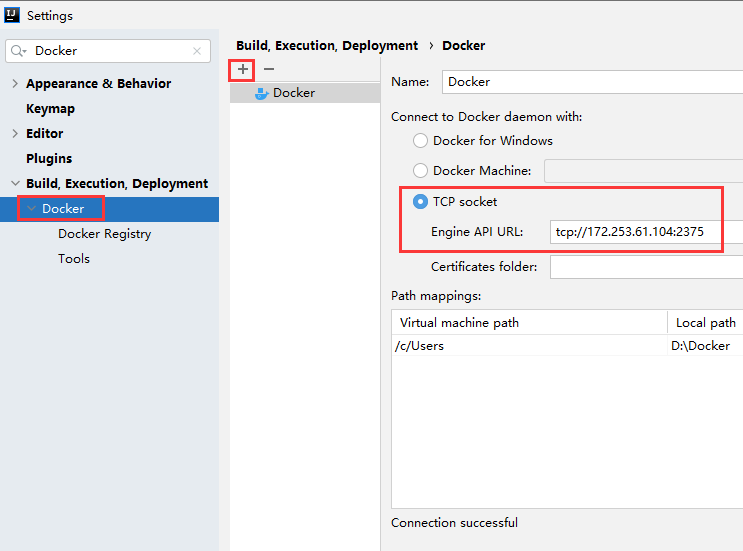 IJ Settings
Docker
Appearance & Behavior
Keymap
Editor
Plugins
Build, Execution, Deployment
Docker
Docker Registry
Tools
Build, Execution, Deployment › Docker
Docker
Name: Docker
Connect to Docker daemon with:
Docker for Windows
Docker Machine:
TCP socket
Engine API URL: tcp://172.253.61.104:2375
Certificates folder:
Path mappings:
Virtual machine path Local path
/c/Users D:\Docker
Connection successful